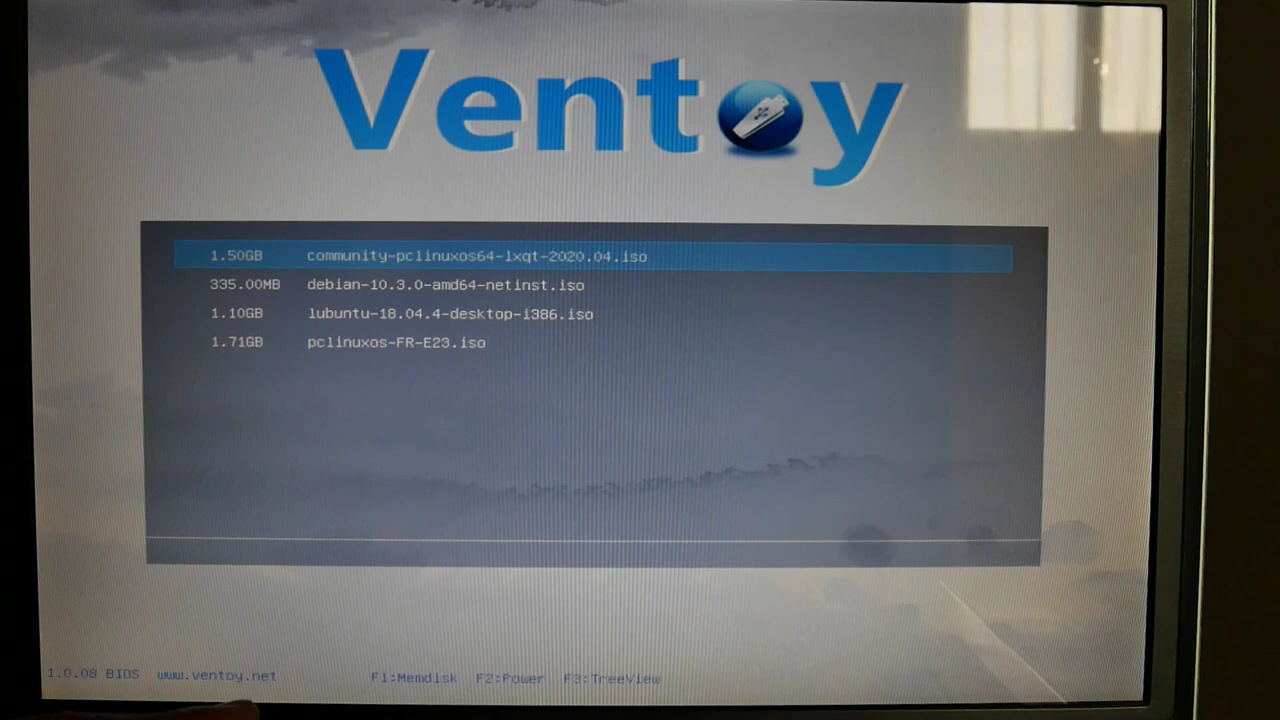 Ventoy
1.50GB community-pclinuxos64-lxqt-2020.04.iso
335.00MB debian-10.3.0-amd64-netinst.iso
1.10GB lubuntu-18.04.4-desktop-i386.iso
1.71GB pclinuxos-FR-E23.iso
1.0.08 BIOS www.ventoy.net F1:Memdisk F2:Power F3:TreeView